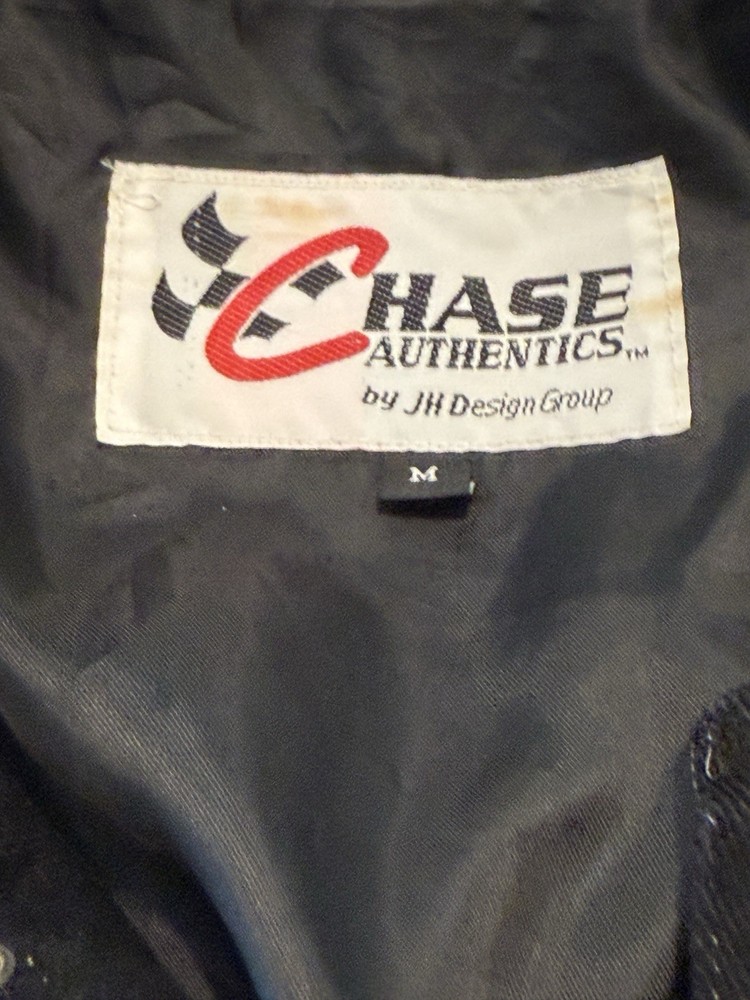 CHASE
AUTHENTICS™
by JH Design Group
M